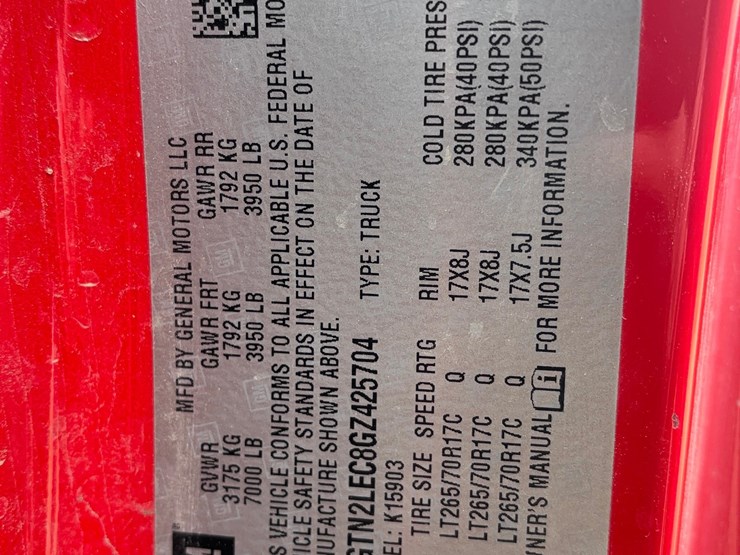 MFD BY GENERAL MOTORS LLC
GVWR GAWR FRT GAWR RR
3175 KG 1792 KG 1792 KG
7000 LB 3950 LB 3950 LB
S VEHICLE CONFORMS TO ALL APPLICABLE U.S. FEDERAL MO
ICLE SAFETY STANDARDS IN EFFECT ON THE DATE OF
UFACTURE SHOWN ABOVE.
GTN2LEC8GZ425704 TYPE: TRUCK
EL: K15903
TIRE SIZE SPEED RTG RIM COLD TIRE PRES
LT265/70R17C Q 17X8J 280KPA(40PSI)
LT265/70R17C Q 17X8J 280KPA(40PSI)
LT265/70R17C Q 17X7.5J 340KPA(50PSI)
NER'S MANUAL i FOR MORE INFORMATION.